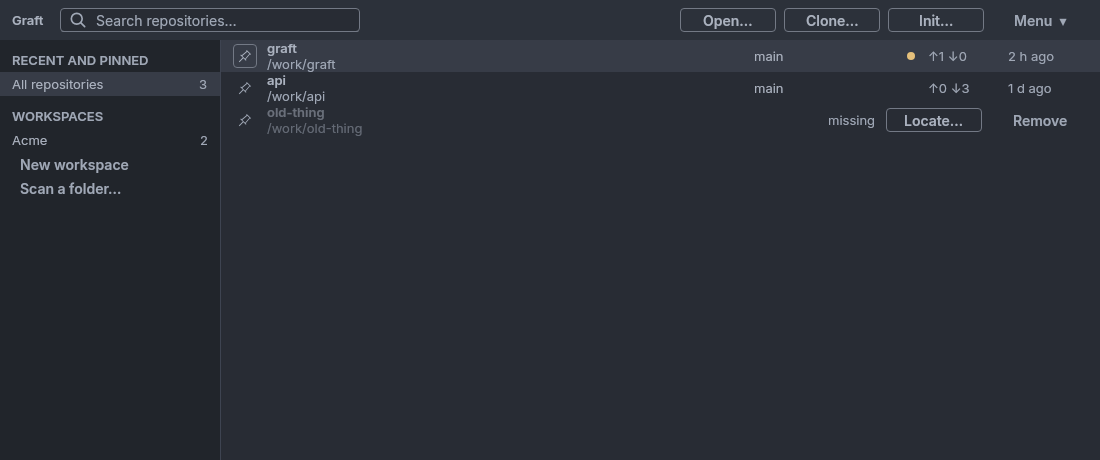 Graft
Search repositories...
Open...
Clone...
Init...
Menu ▾
RECENT AND PINNED
All repositories 3
WORKSPACES
Acme 2
New workspace
Scan a folder...
graft
/work/graft
main
↑1 ↓0
2 h ago
api
/work/api
main
↑0 ↓3
1 d ago
old-thing
/work/old-thing
missing
Locate...
Remove